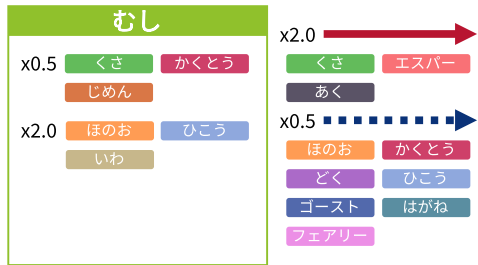 むし
x0.5 くさ かくとう
じめん
x2.0 ほのお ひこう
いわ
x2.0
くさ エスパー
あく
x0.5
ほのお かくとう
どく ひこう
ゴースト はがね
フェアリー